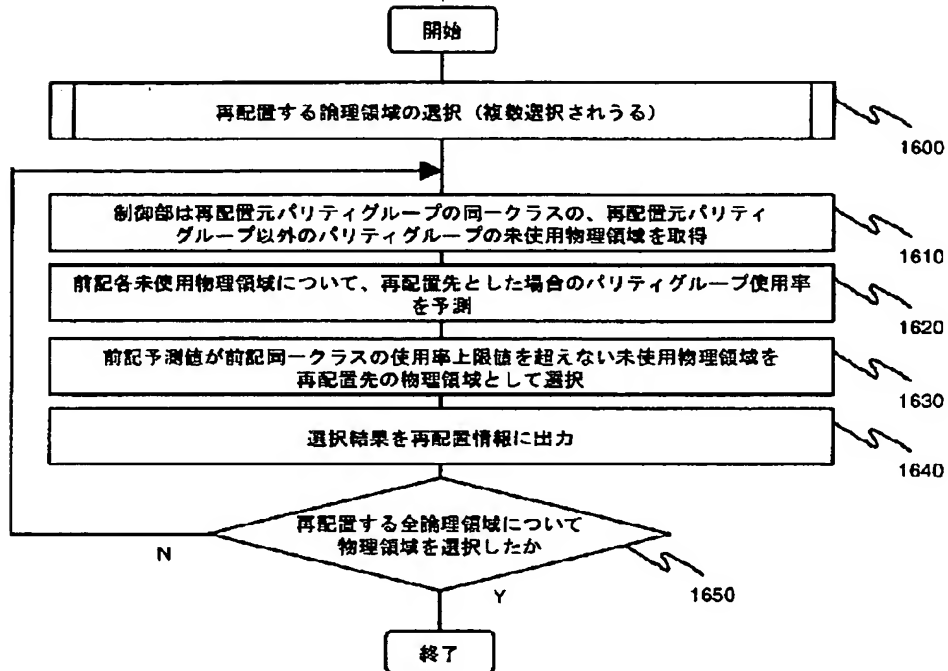 開始
再配置する論理領域の選択（複数選択されうる）
1600
制御部は再配置元パリティグループの同一クラスの、再配置元パリティ
グループ以外のパリティグループの未使用物理領域を取得
1610
前記各未使用物理領域について、再配置先とした場合のパリティグループ使用率
を予測
1620
前記予測値が前記同一クラスの使用率上限値を超えない未使用物理領域を
再配置先の物理領域として選択
1630
選択結果を再配置情報に出力
1640
再配置する全論理領域について
物理領域を選択したか
N
Y
1650
終了